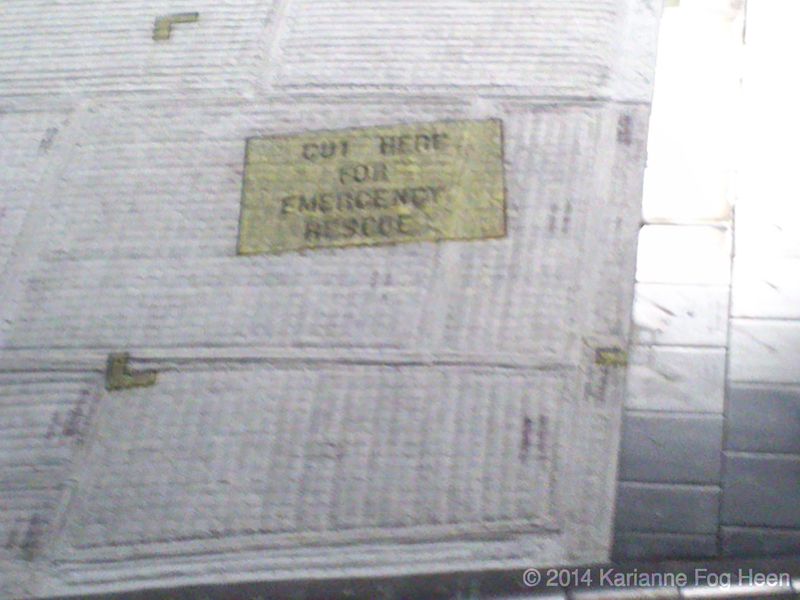 CUT HERE
FOR
EMERGENCY
RESCUE
© 2014 Karianne Fog Heen